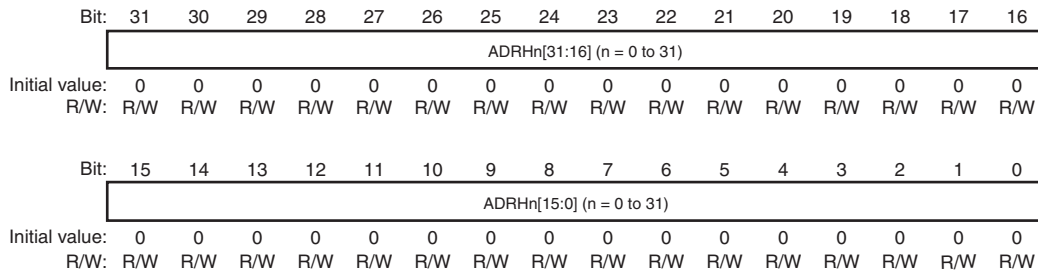 Bit: 31 30 29 28 27 26 25 24 23 22 21 20 19 18 17 16
ADRHn[31:16] (n = 0 to 31)
Initial value: 0 0 0 0 0 0 0 0 0 0 0 0 0 0 0 0
R/W: R/W R/W R/W R/W R/W R/W R/W R/W R/W R/W R/W R/W R/W R/W R/W R/W
Bit: 15 14 13 12 11 10 9 8 7 6 5 4 3 2 1 0
ADRHn[15:0] (n = 0 to 31)
Initial value: 0 0 0 0 0 0 0 0 0 0 0 0 0 0 0 0
R/W: R/W R/W R/W R/W R/W R/W R/W R/W R/W R/W R/W R/W R/W R/W R/W R/W